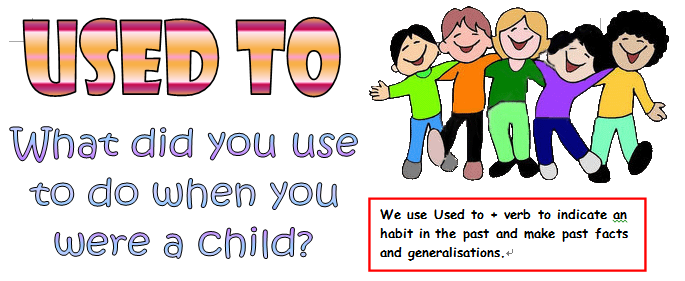 USED TO
What did you use
to do when you
were a child?
We use Used to + verb to indicate an
habit in the past and make past facts
and generalisations.